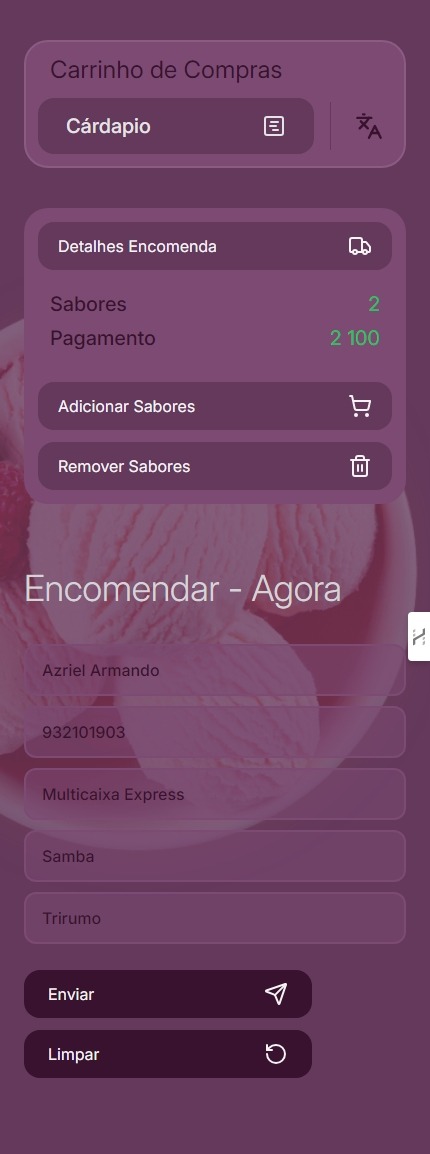 Carrinho de Compras
Cárdapio
Detalhes Encomenda
Sabores 2
Pagamento 2 100
Adicionar Sabores
Remover Sabores
Encomendar - Agora
Azriel Armando
932101903
Multicaixa Express
Samba
Trirumo
Enviar
Limpar